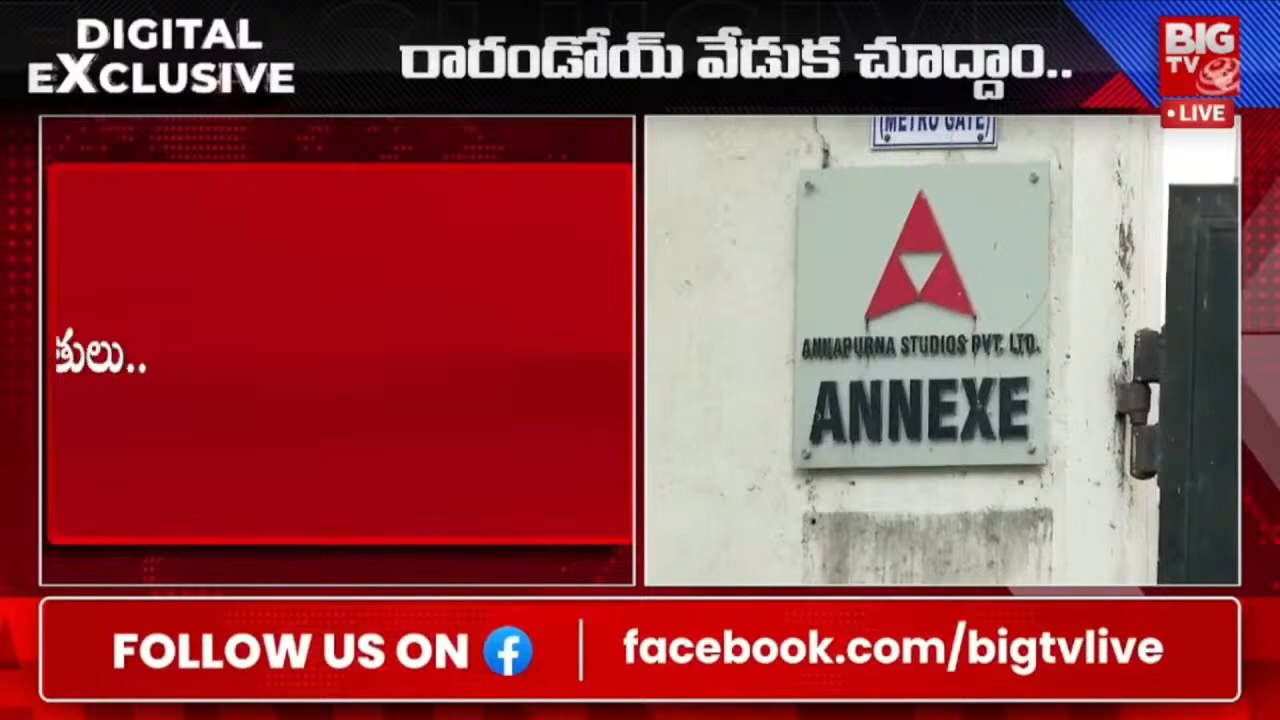 DIGITAL
EXCLUSIVE
రారండోయ్ వేడుక చూద్దాం..
BIG
TV
• LIVE
(METRO GATE)
ANNAPURNA STUDIOS PVT. LTD.
ANNEXE
తులు..
FOLLOW US ON
facebook.com/bigtvlive